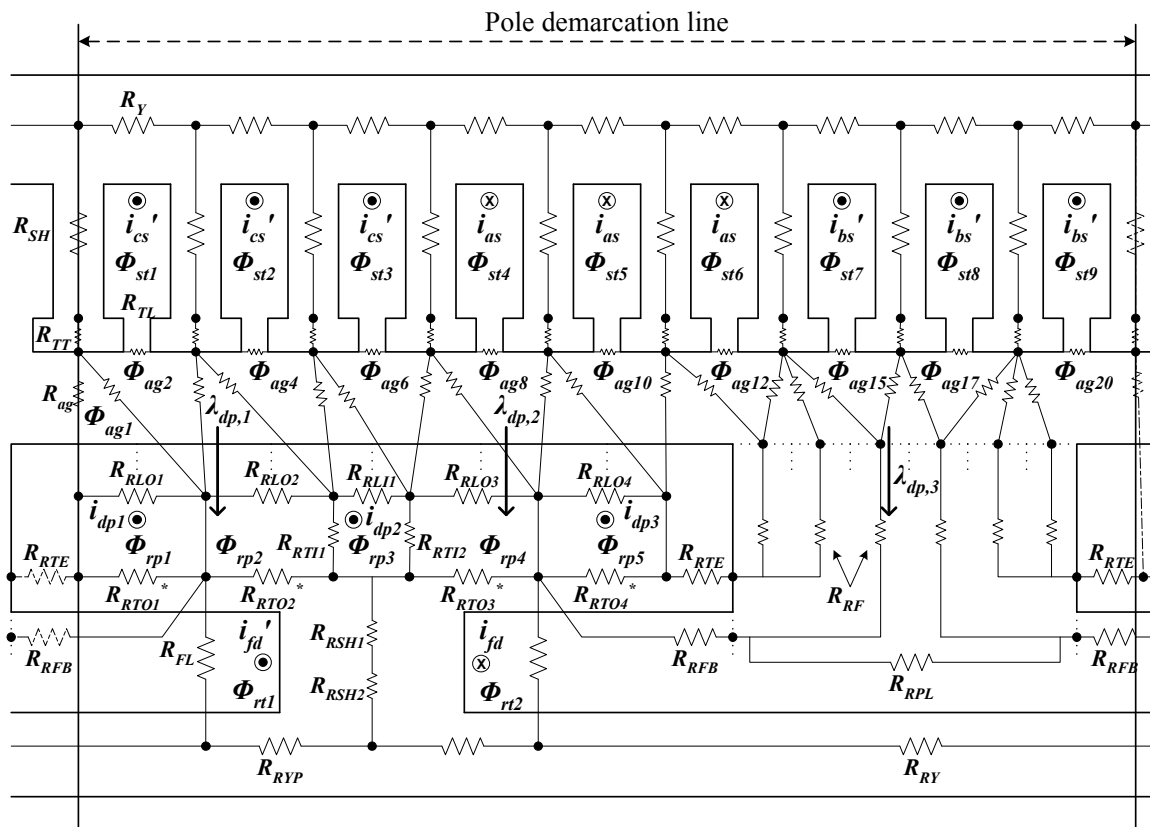 Pole demarcation line
R_Y
R_SH
i_cs' i_cs' i_cs' x i_as x i_as x i_as i_bs' i_bs' i_bs'
Φ_st1 Φ_st2 Φ_st3 Φ_st4 Φ_st5 Φ_st6 Φ_st7 Φ_st8 Φ_st9
R_TL
R_TT
Φ_ag2 Φ_ag4 Φ_ag6 Φ_ag8 Φ_ag10 Φ_ag12 Φ_ag15 Φ_ag17 Φ_ag20
R_ag
Φ_ag1 λ_dp,1 λ_dp,2
R_RLO1 R_RLO2 R_RLI1 R_RLO3 R_RLO4 λ_dp,3
i_dp1 i_dp2 i_dp3
R_RTE Φ_rp1 Φ_rp2 R_RTI1 Φ_rp3 R_RTI2 Φ_rp4 Φ_rp5 R_RTE R_RTE
R_RTO1* R_RTO2* R_RTO3* R_RTO4* R_RF
R_RFB R_FL i_fd' R_RSH1 i_fd x R_RFB R_RFB
Φ_rt1 R_RSH2 Φ_rt2 R_RPL
R_RYP R_RY